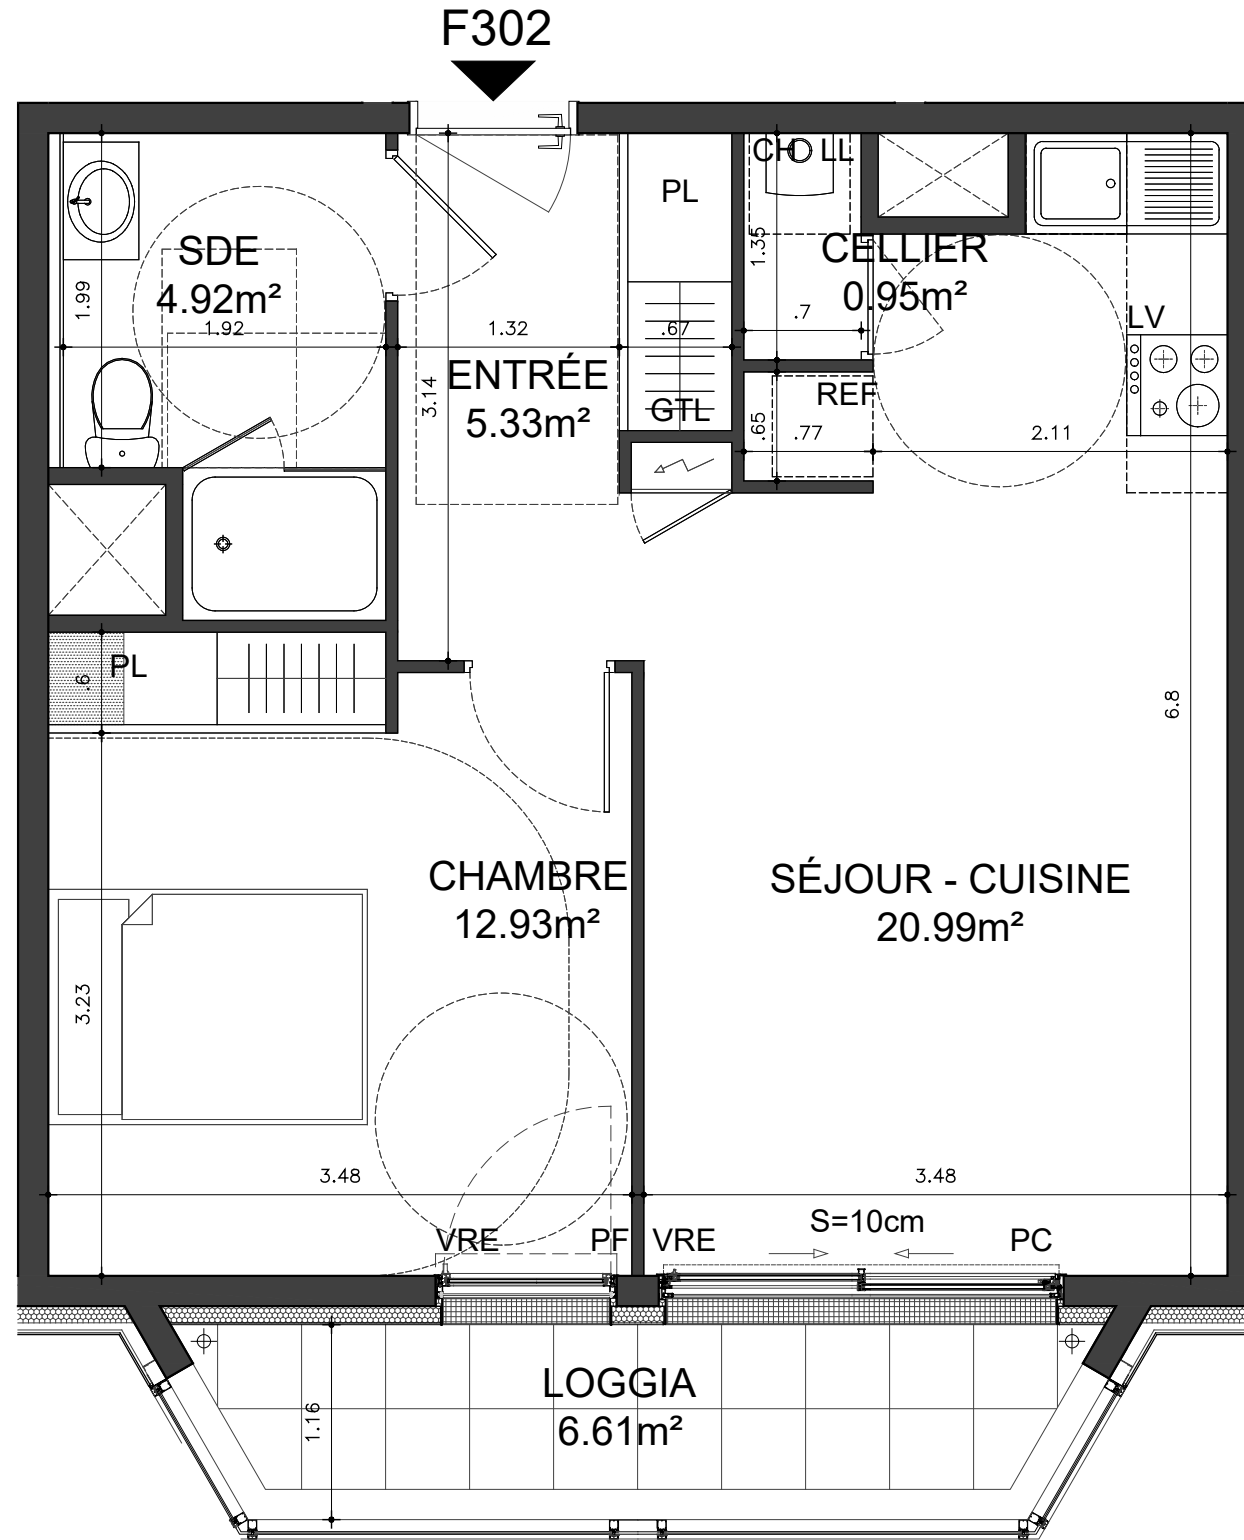 F302
CH LL
PL
SDE
4.92m²
1.99
1.92
1.32
.67
1.35
CELLIER
0.95m²
.7
LV
ENTRÉE
5.33m²
3.14
GTL
REF
.65
.77
2.11
PL
.6
6.8
CHAMBRE
12.93m²
SÉJOUR - CUISINE
20.99m²
3.23
3.48
3.48
S=10cm
VRE
PF
VRE
PC
LOGGIA
6.61m²
1.16